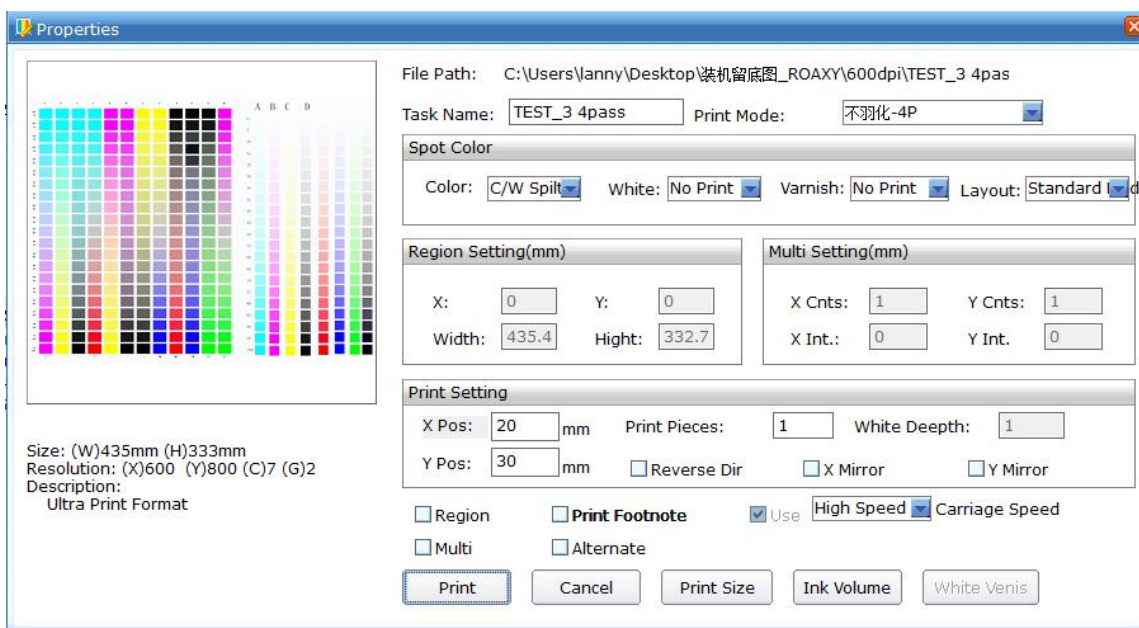 Properties
File Path: C:\Users\lanny\Desktop\装机留底图_ROAXY\600dpi\TEST_3 4pas
Task Name: TEST_3 4pass Print Mode: 不羽化-4P
Spot Color
Color: C/W Spilt White: No Print Varnish: No Print Layout: Standard
Region Setting(mm) Multi Setting(mm)
X: 0 Y: 0 X Cnts: 1 Y Cnts: 1
Width: 435.4 Hight: 332.7 X Int.: 0 Y Int. 0
Print Setting
X Pos: 20 mm Print Pieces: 1 White Deepth: 1
Y Pos: 30 mm Reverse Dir X Mirror Y Mirror
Region Print Footnote Use High Speed Carriage Speed
Multi Alternate
Print Cancel Print Size Ink Volume White Venis
A B C D
Size: (W)435mm (H)333mm
Resolution: (X)600 (Y)800 (C)7 (G)2
Description:
Ultra Print Format